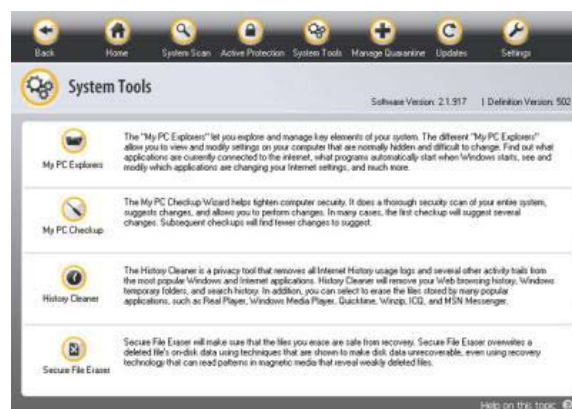 Back Home System Scan Active Protection System Tools Manage Quarantine Updates Settings
System Tools
Software Version: 2.1.917 | Definition Version: 502
My PC Explorers
The "My PC Explorers" let you explore and manage key elements of your system. The different "My PC Explorers"
allow you to view and modify settings on your computer that are normally hidden and difficult to change. Find out what
applications are currently connected to the internet, what programs automatically start when Windows starts, see and
modify which applications are changing your Internet settings, and much more.
My PC Checkup
The My PC Checkup Wizard helps tighten computer security. It does a thorough security scan of your entire system,
suggests changes, and allows you to perform changes. In many cases, the first checkup will suggest several
changes. Subsequent checkups will find fewer changes to suggest.
History Cleaner
The History Cleaner is a privacy tool that removes all Internet History usage logs and several other activity trails from
the most popular Windows and Internet applications. History Cleaner will remove your Web browsing history, Windows
temporary folders, and search history. In addition, you can select to erase the files stored by many popular
applications, such as Real Player, Windows Media Player, Quicktime, Winzip, ICQ, and MSN Messenger.
Secure File Eraser
Secure File Eraser will make sure that the files you erase are safe from recovery. Secure File Eraser overwrites a
deleted file's on-disk data using techniques that are shown to make disk data unrecoverable, even using recovery
technology that can read patterns in magnetic media that reveal weakly deleted files.
Help on this topic